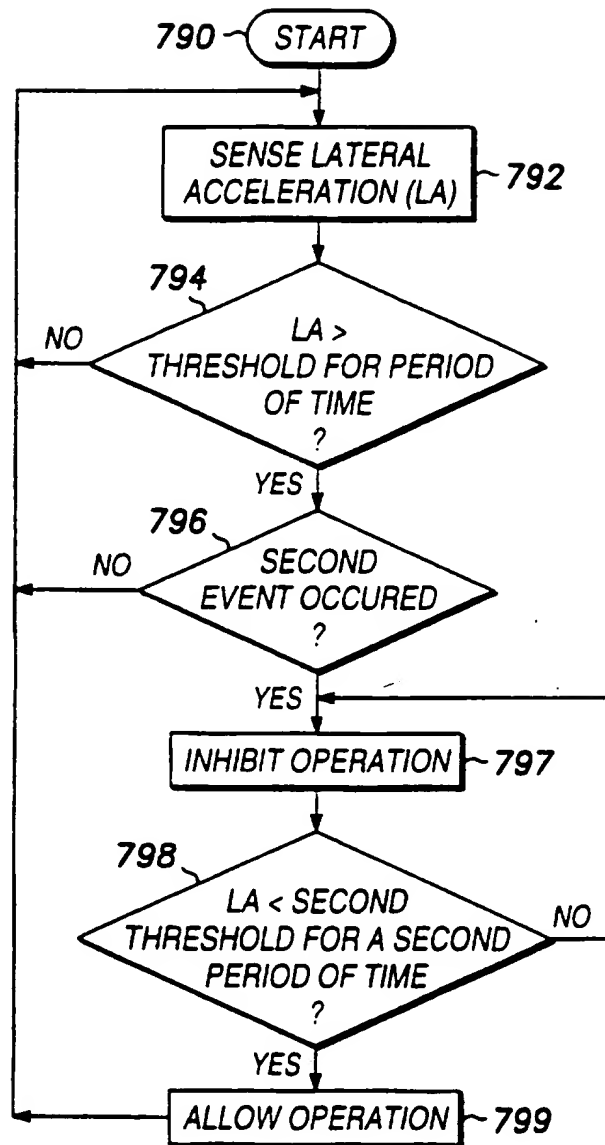 790
START
SENSE LATERAL
ACCELERATION (LA)
792
794
NO
LA >
THRESHOLD FOR PERIOD
OF TIME
?
YES
796
NO
SECOND
EVENT OCCURED
?
YES
INHIBIT OPERATION
797
798
LA < SECOND
THRESHOLD FOR A SECOND
PERIOD OF TIME
?
NO
YES
ALLOW OPERATION
799